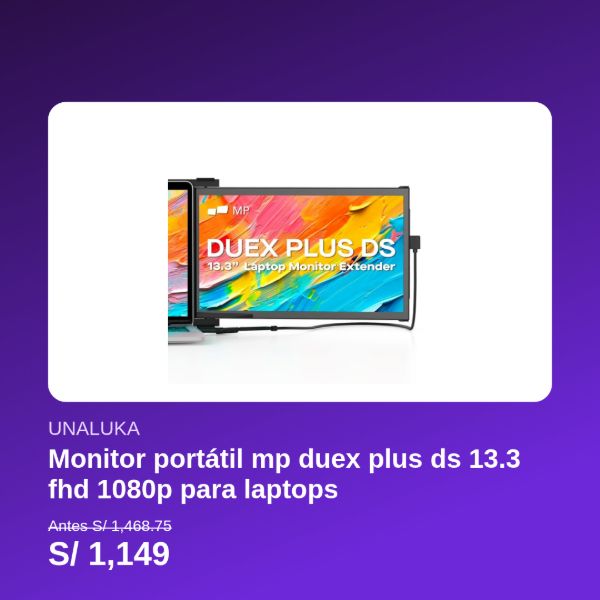 MP
DUEX PLUS DS
13.3” Laptop Monitor Extender
UNALUKA
Monitor portátil mp duex plus ds 13.3
fhd 1080p para laptops
Antes S/ 1,468.75
S/ 1,149